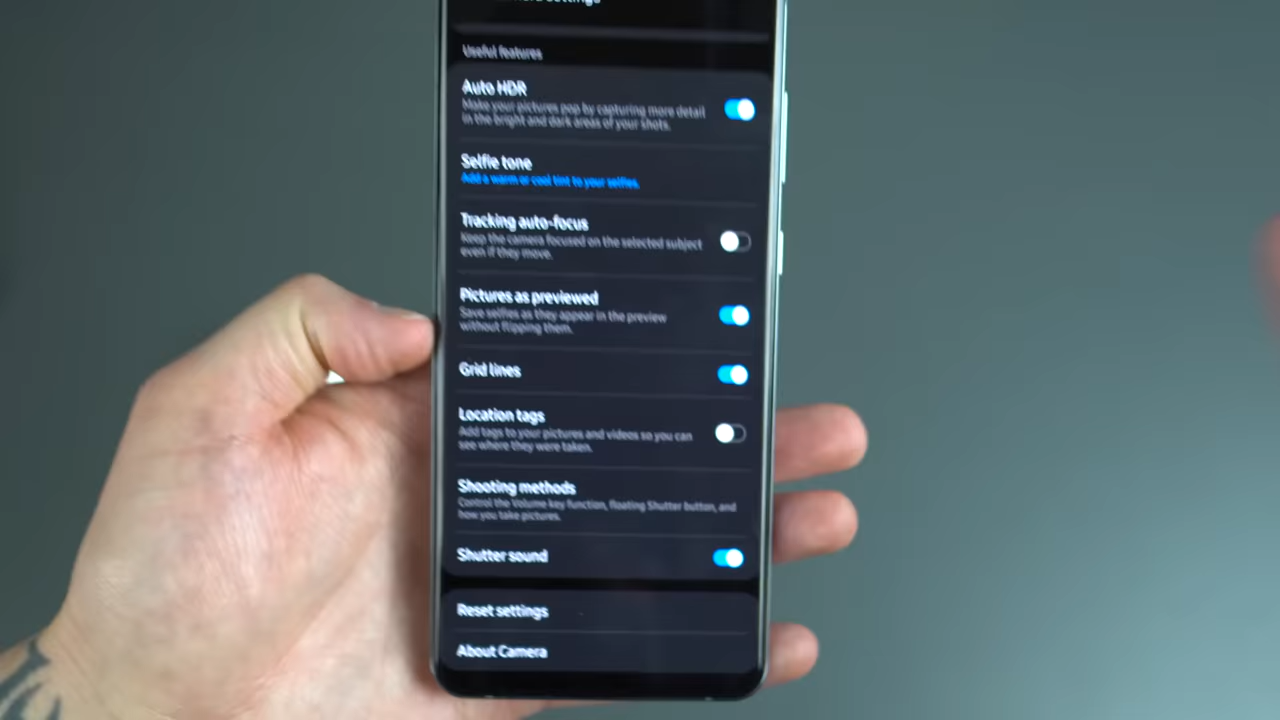 settings
Useful features
Auto HDR
Make your pictures pop by capturing more detail
in the bright and dark areas of your shots.
Selfie tone
Add a warm or cool tint to your selfies.
Tracking auto-focus
Keep the camera focused on the selected subject
even if they move.
Pictures as previewed
Save selfies as they appear in the preview
without flipping them.
Grid lines
Location tags
Add tags to your pictures and videos so you can
see where they were taken.
Shooting methods
Control the Volume key function, floating Shutter button, and
how you take pictures.
Shutter sound
Reset settings
About Camera